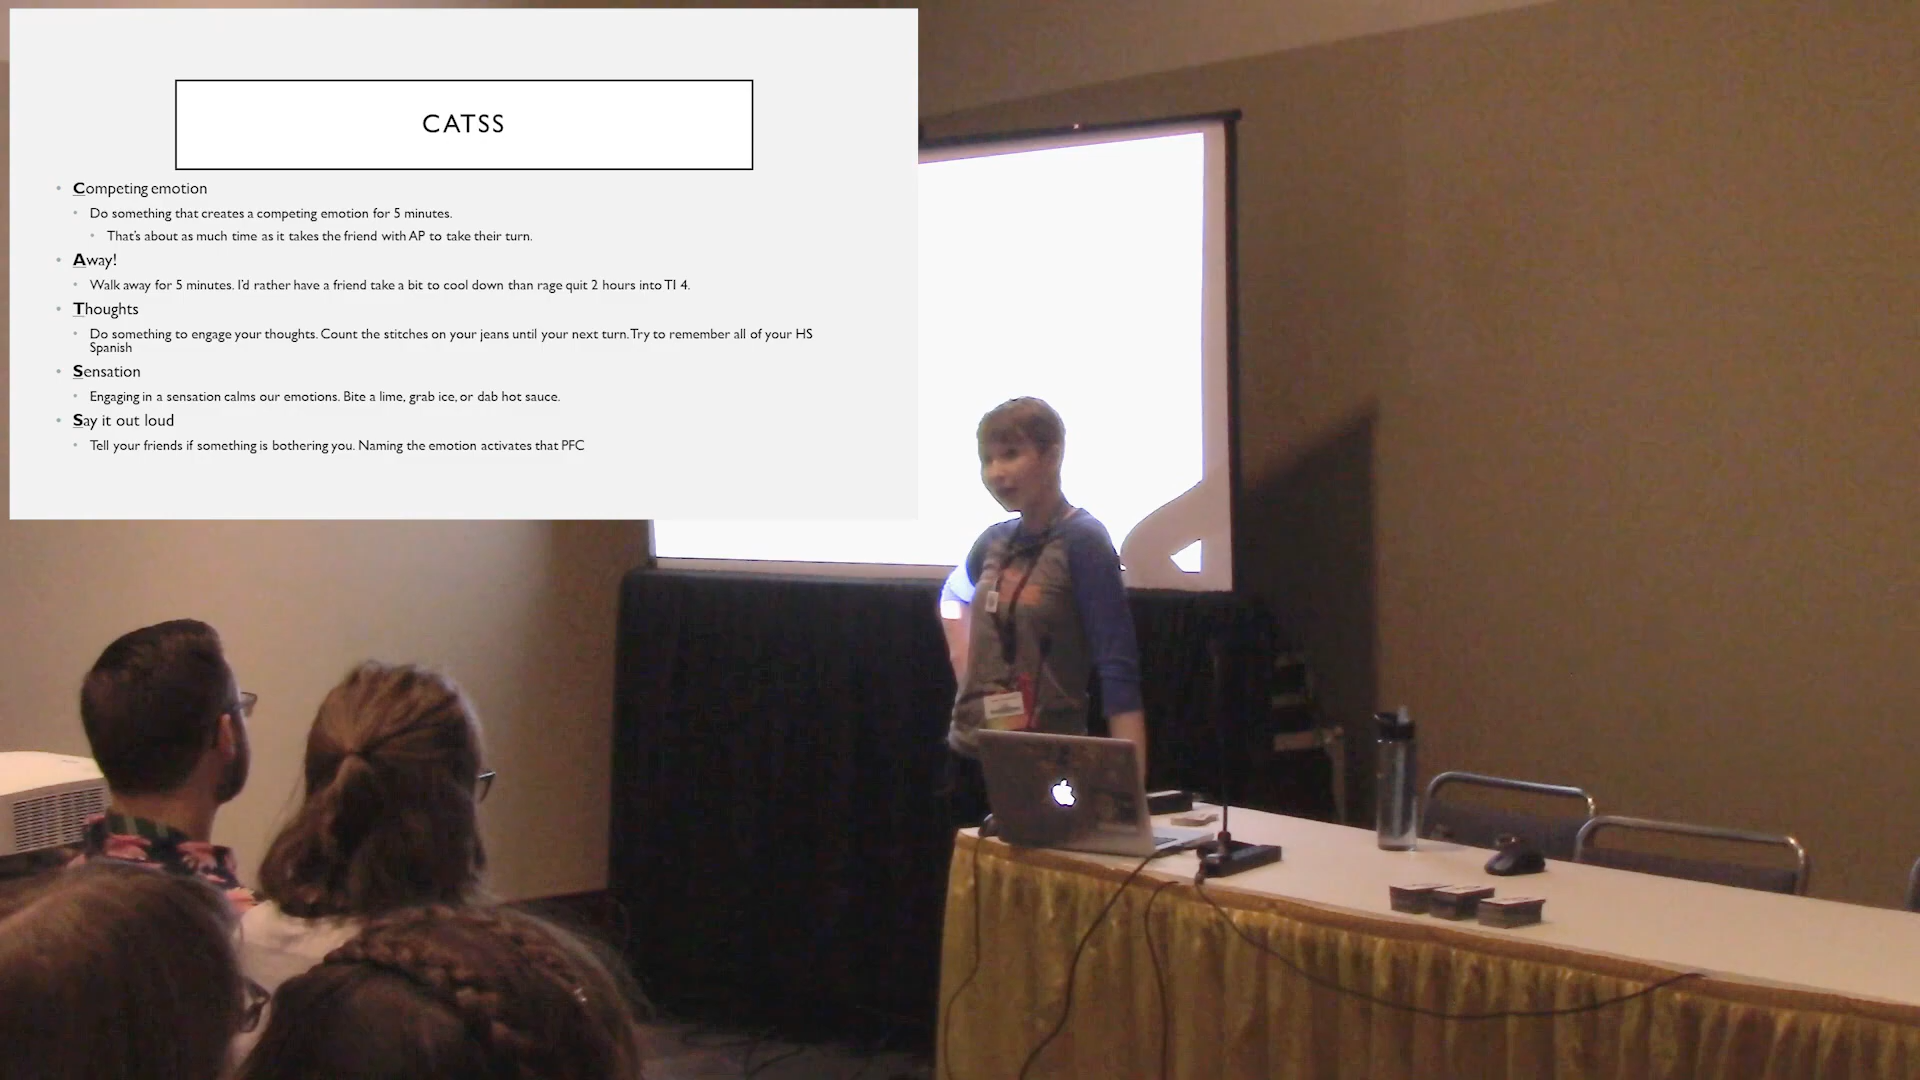 CATSS
• Competing emotion
• Do something that creates a competing emotion for 5 minutes.
• That's about as much time as it takes the friend with AP to take their turn.
• Away!
• Walk away for 5 minutes. I'd rather have a friend take a bit to cool down than rage quit 2 hours into TI 4.
• Thoughts
• Do something to engage your thoughts. Count the stitches on your jeans until your next turn. Try to remember all of your HS
Spanish
• Sensation
• Engaging in a sensation calms our emotions. Bite a lime, grab ice, or dab hot sauce.
• Say it out loud
• Tell your friends if something is bothering you. Naming the emotion activates that PFC